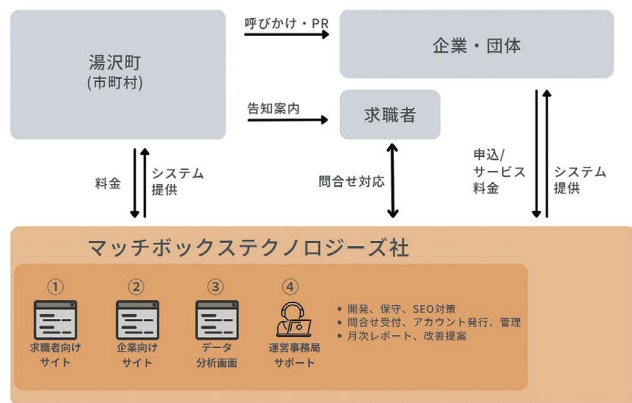 湯沢町
(市町村)
呼びかけ・PR
企業・団体
告知案内
求職者
料金
システム
提供
問合せ対応
申込/
サービス
料金
システム
提供
マッチボックステクノロジーズ社
①
求職者向け
サイト
②
企業向け
サイト
③
データ
分析画面
④
運営事務局
サポート
• 開発、保守、SEO対策
• 問合せ受付、アカウント発行、管理
• 月次レポート、改善提案